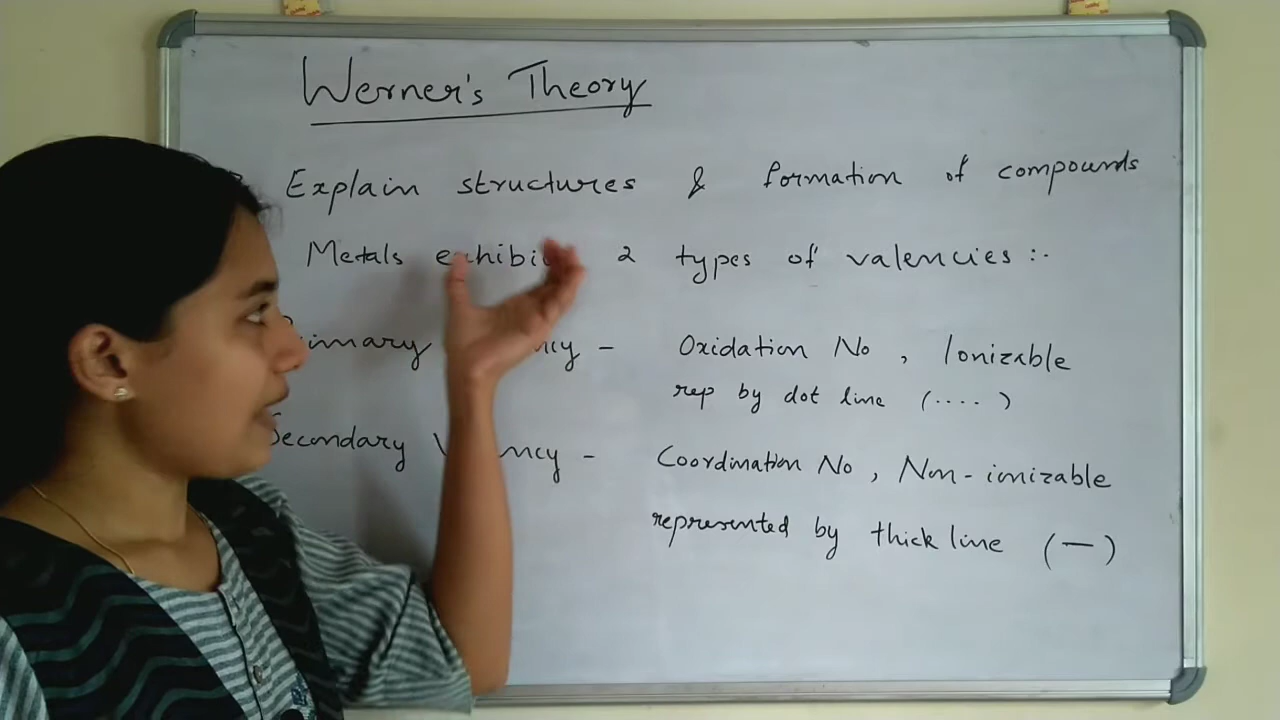 Werner's Theory
Explain structures & formation of compounds
Metals 2 types of valencies :-
Oxidation No , Ionizable
rep by dot line (.... )
Secondary - Coordination No , Non-ionizable
represented by thick line (—)